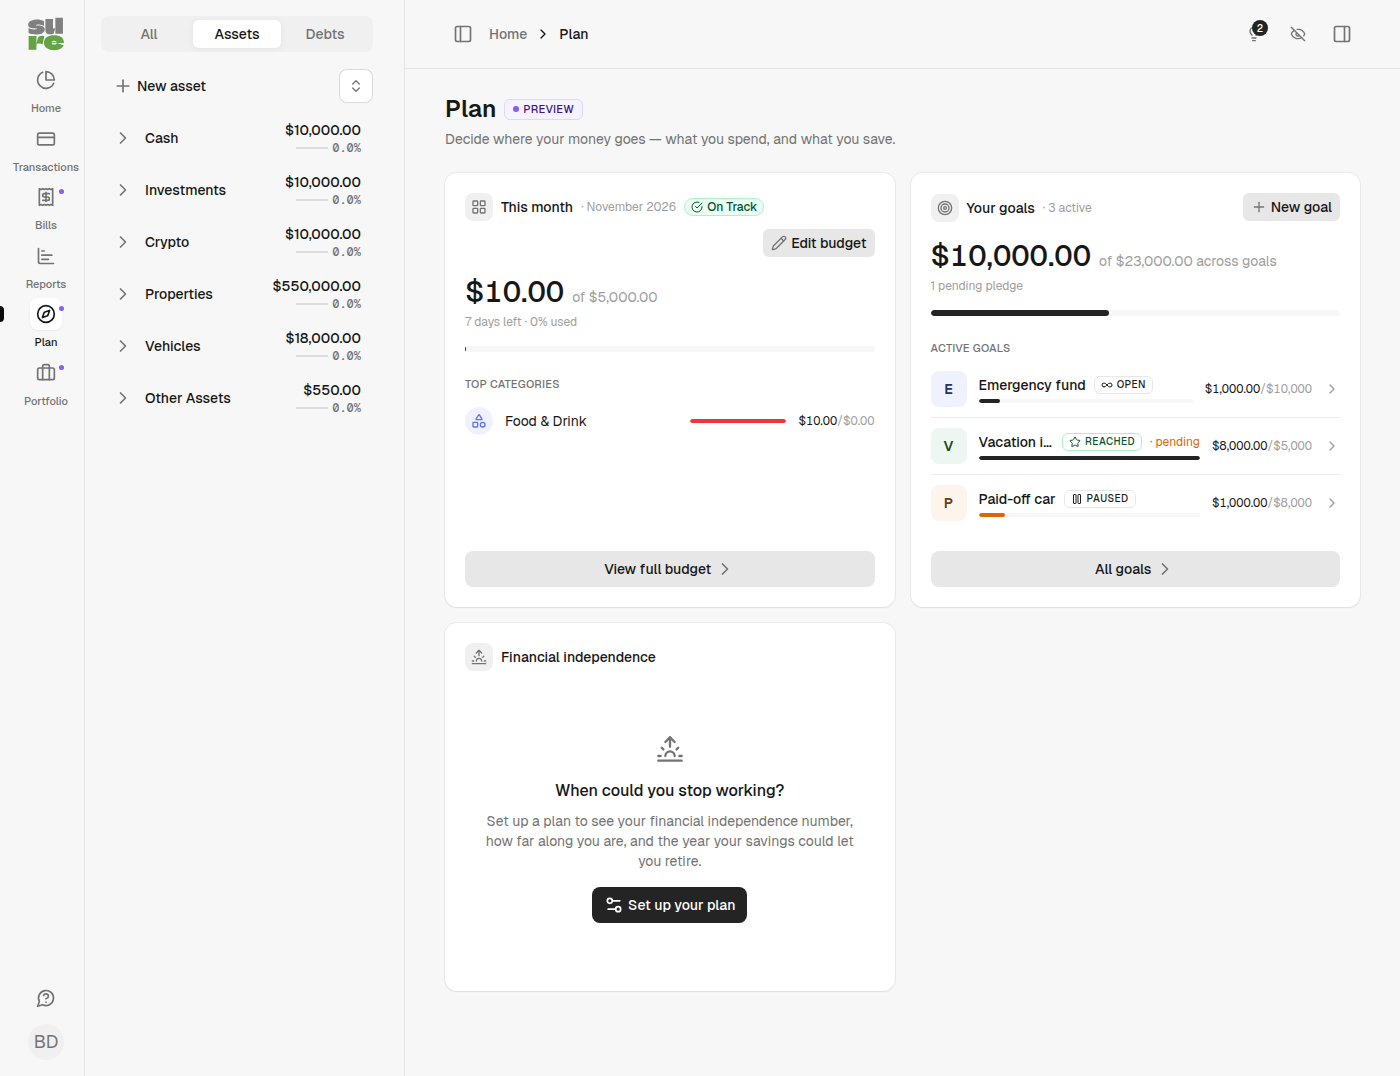 sure
Home
Transactions
Bills
Reports
Plan
Portfolio
BD
All
Assets
Debts
New asset
Cash
$10,000.00
0.0%
Investments
$10,000.00
0.0%
Crypto
$10,000.00
0.0%
Properties
$550,000.00
0.0%
Vehicles
$18,000.00
0.0%
Other Assets
$550.00
0.0%
Home > Plan
2
Plan PREVIEW
Decide where your money goes — what you spend, and what you save.
This month · November 2026 On Track
Edit budget
$10.00 of $5,000.00
7 days left · 0% used
TOP CATEGORIES
Food & Drink $10.00/$0.00
View full budget
Your goals · 3 active
New goal
$10,000.00 of $23,000.00 across goals
1 pending pledge
ACTIVE GOALS
E Emergency fund OPEN $1,000.00/$10,000
V Vacation i... REACHED · pending $8,000.00/$5,000
P Paid-off car PAUSED $1,000.00/$8,000
All goals
Financial independence
When could you stop working?
Set up a plan to see your financial independence number,
how far along you are, and the year your savings could let
you retire.
Set up your plan